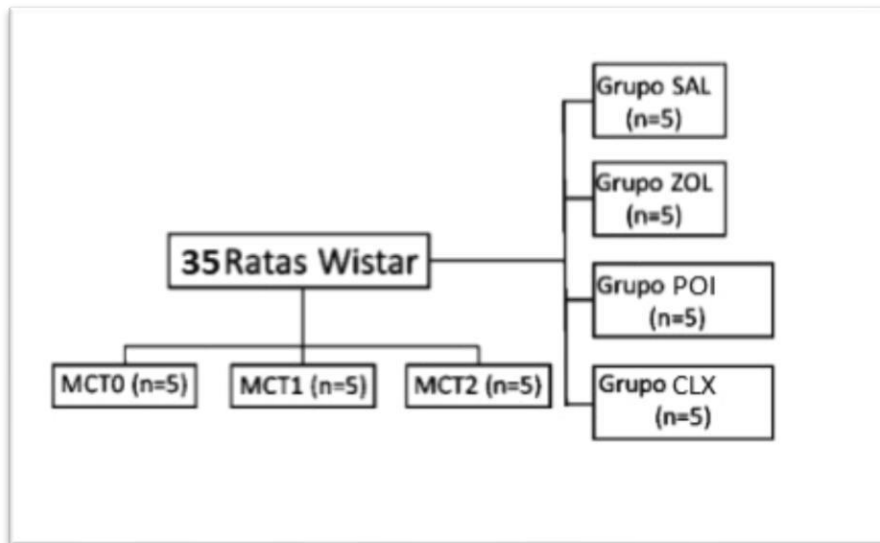 Grupo SAL
(n=5)
Grupo ZOL
(n=5)
35 Ratas Wistar
Grupo POI
(n=5)
MCT0 (n=5)
MCT1 (n=5)
MCT2 (n=5)
Grupo CLX
(n=5)